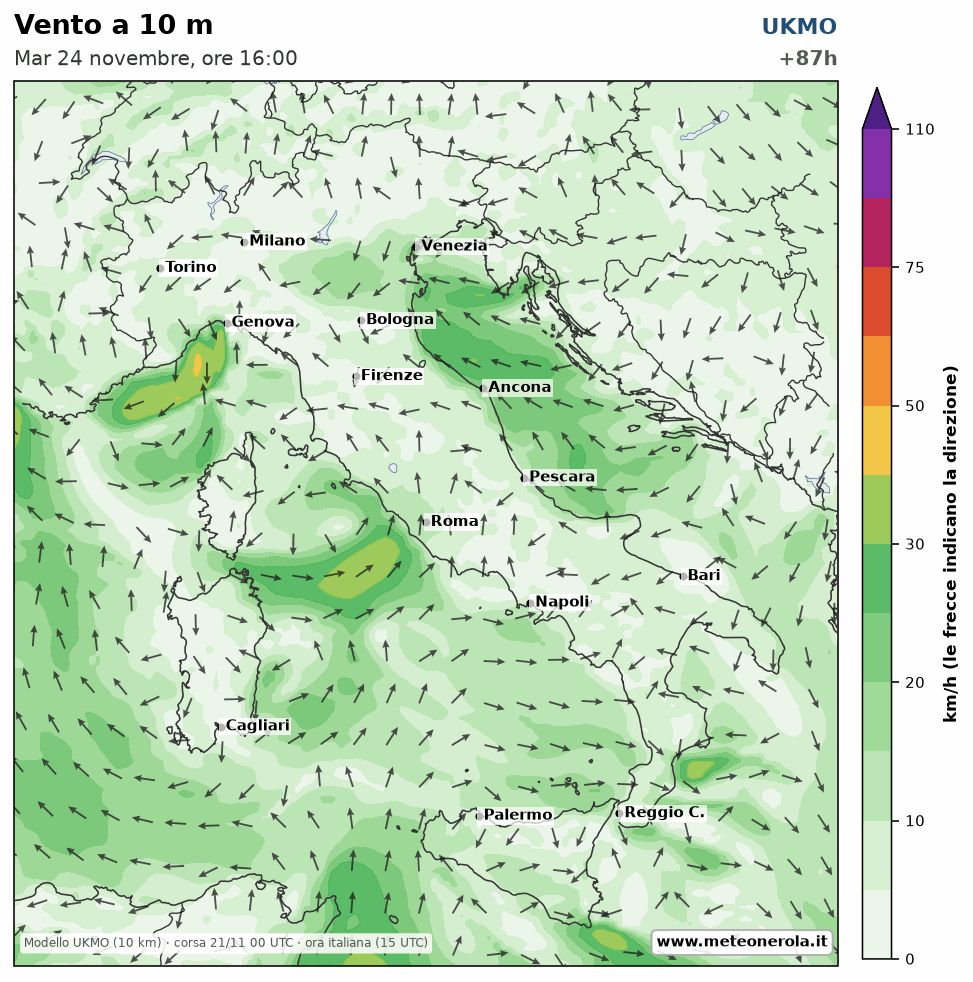 Vento a 10 m
UKMO
Mar 24 novembre, ore 16:00
+87h
110
75
50
30
20
10
0
km/h (le frecce indicano la direzione)
Milano
Venezia
Torino
Genova
Bologna
Firenze
Ancona
Pescara
Roma
Bari
Napoli
Cagliari
Palermo
Reggio C.
Modello UKMO (10 km) · corsa 21/11 00 UTC · ora italiana (15 UTC)
www.meteonerola.it